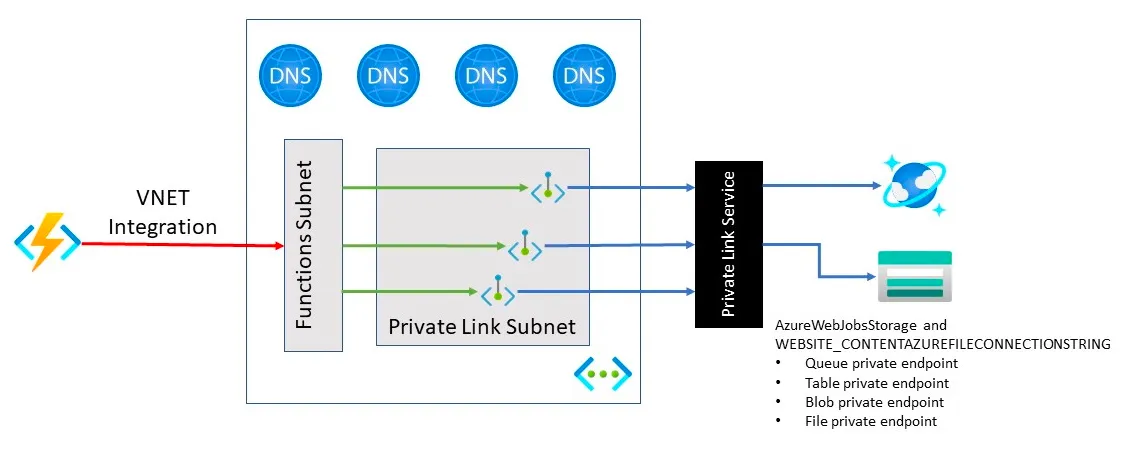 DNS
DNS
DNS
DNS
VNET
Integration
Functions Subnet
Private Link Subnet
Private Link Service
AzureWebJobsStorage and
WEBSITE_CONTENTAZUREFILECONNECTIONSTRING
• Queue private endpoint
• Table private endpoint
• Blob private endpoint
• File private endpoint